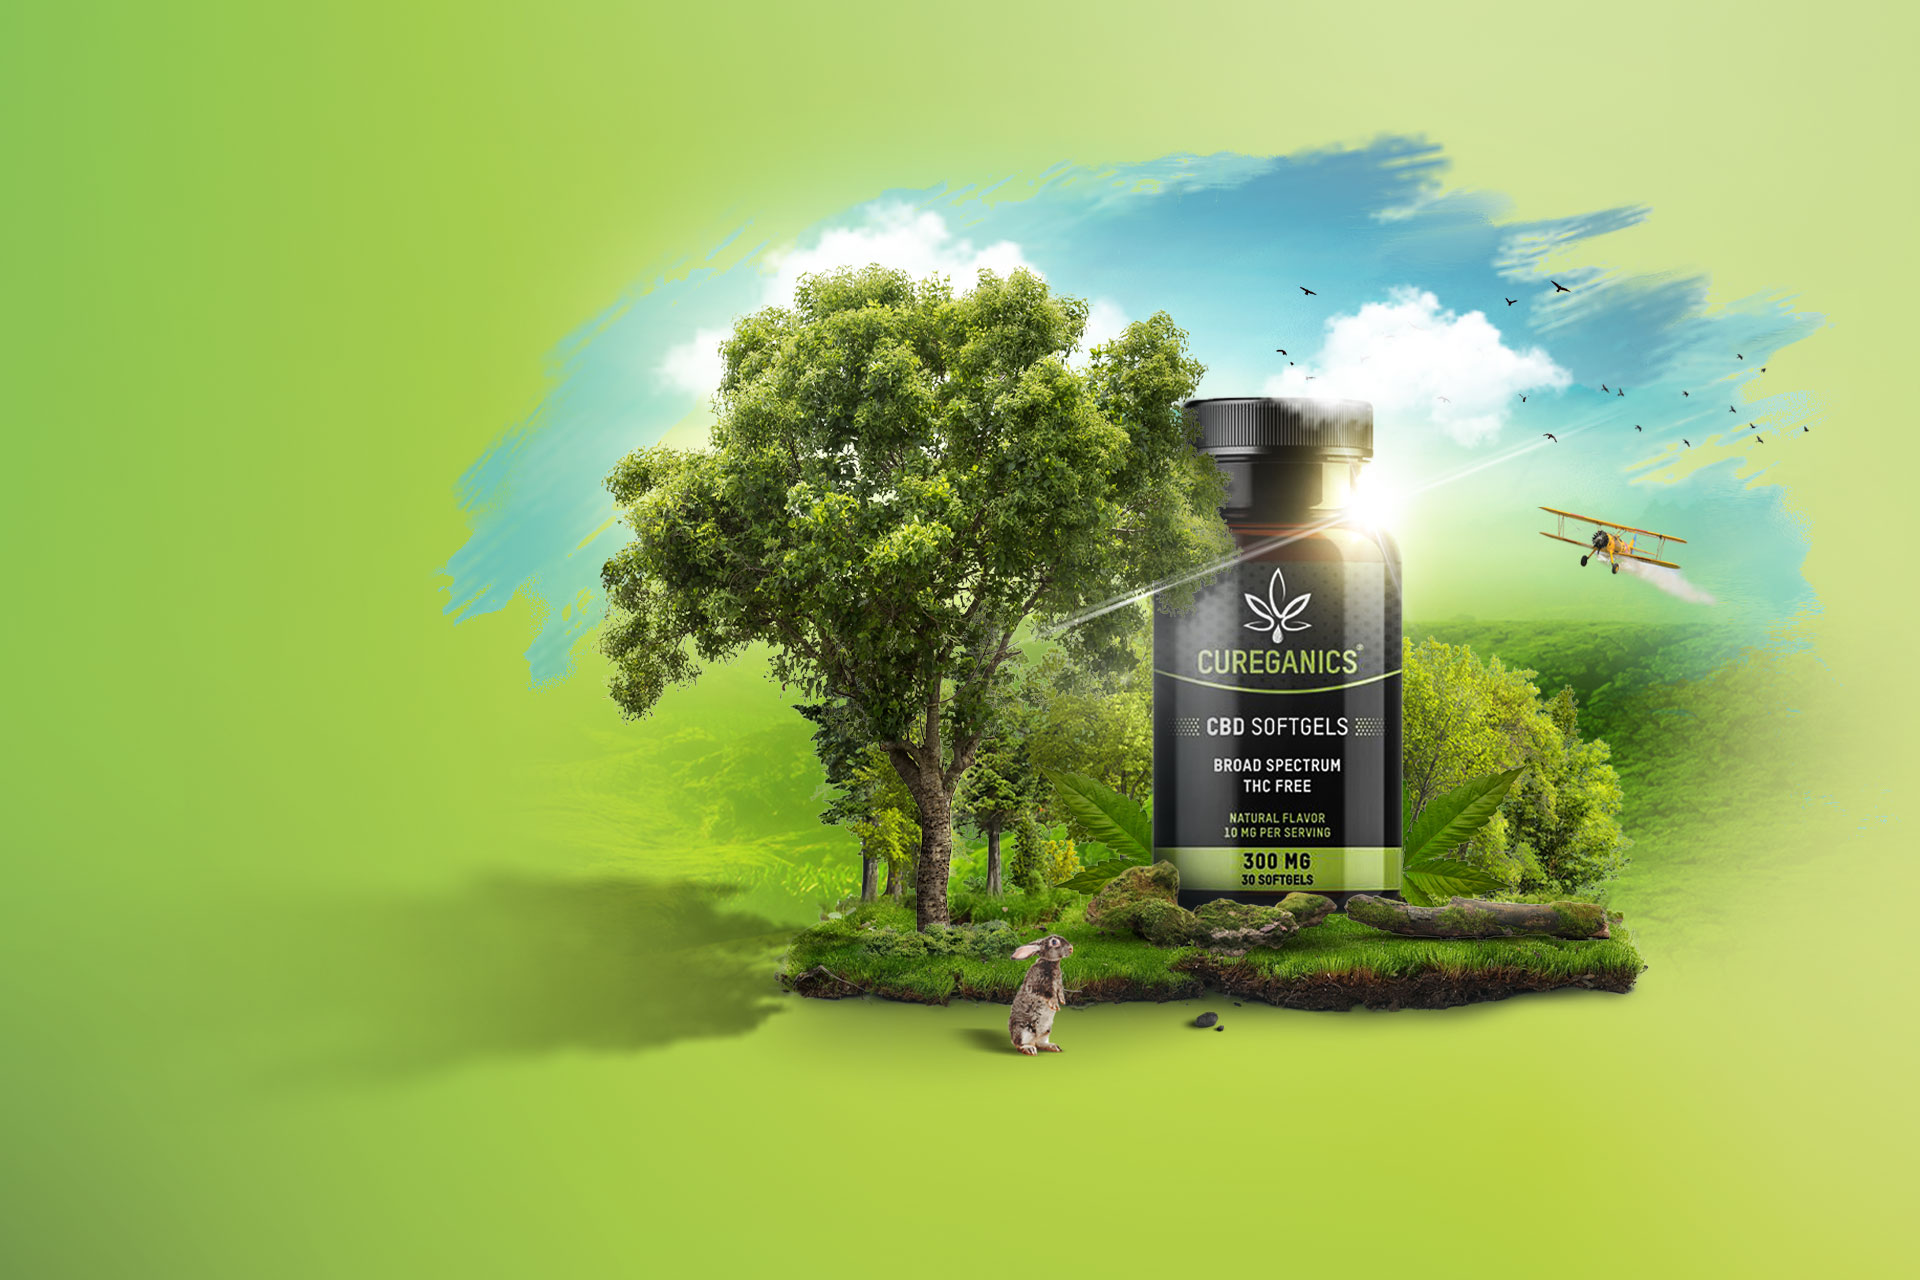 CUREGANICS®
CBD SOFTGELS
BROAD SPECTRUM
THC FREE
NATURAL FLAVOR
10 MG PER SERVING
300 MG
30 SOFTGELS